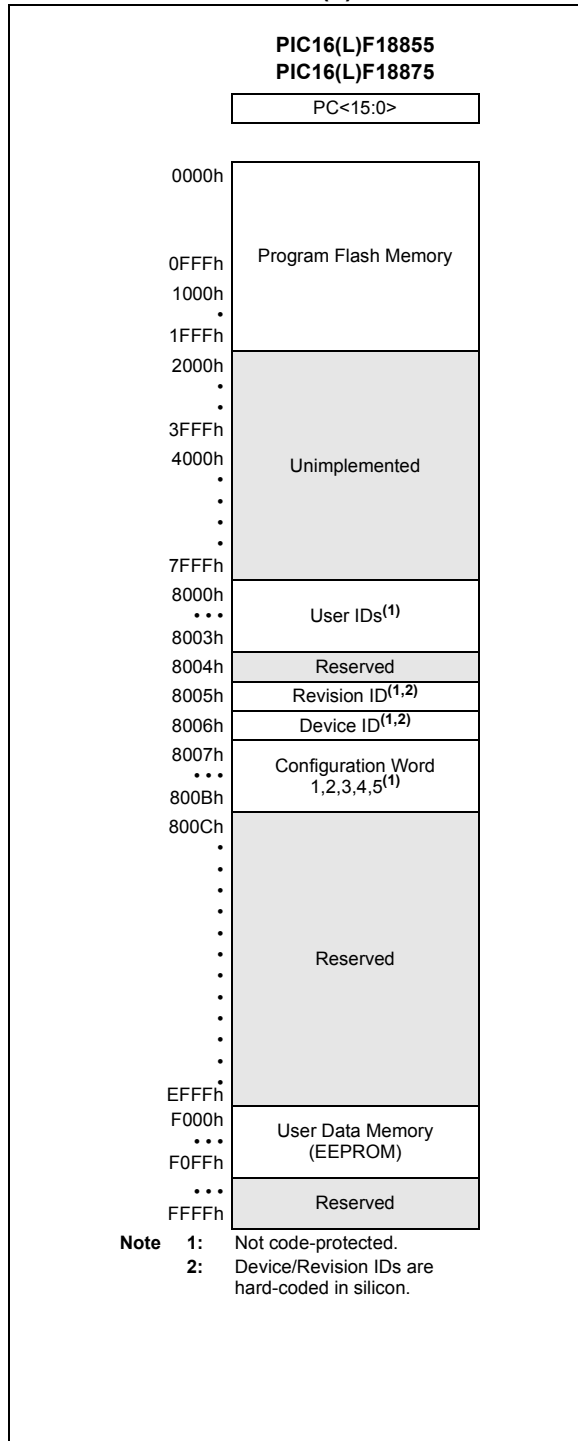 PIC16(L)F18855
PIC16(L)F18875
PC<15:0>
0000h
Program Flash Memory
0FFFh
1000h
•
1FFFh
2000h
•
•
3FFFh
4000h
Unimplemented
•
•
•
•
7FFFh
8000h
• • •
User IDs(1)
8003h
8004h Reserved
8005h Revision ID(1,2)
8006h Device ID(1,2)
8007h
• • •
Configuration Word
1,2,3,4,5(1)
800Bh
800Ch
•
•
•
•
•
•
Reserved
•
•
•
•
•
•
EFFFh
F000h
• • •
User Data Memory
(EEPROM)
F0FFh
• • •
Reserved
FFFFh
Note 1: Not code-protected.
2: Device/Revision IDs are
hard-coded in silicon.